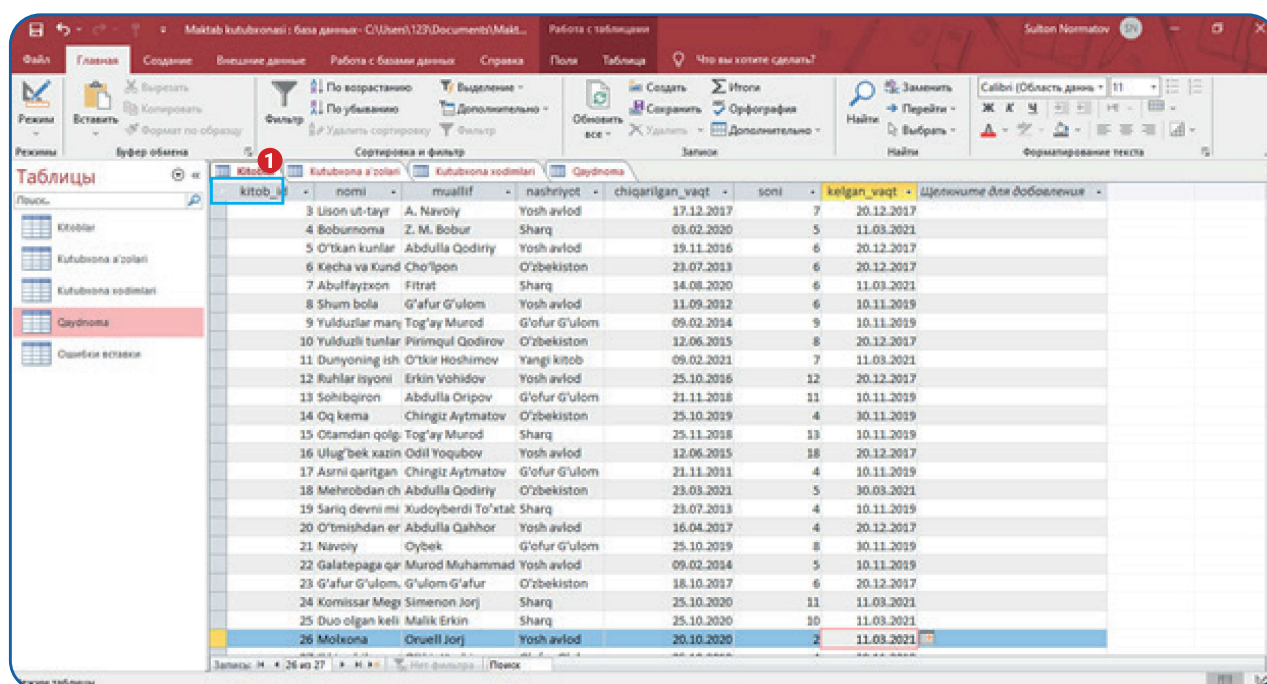 Maktab kutubxonasi : база данных- C:\Users\123\Documents\Makt... Работа с таблицами Sulton Normatov SN
Файл Главная Создание Внешние данные Работа с базами данных Справка Поля Таблица Что вы хотите сделать?
Режим Вставить Вырезать Копировать Формат по образцу
Фильтр По возрастанию По убыванию Удалить сортировку Выделение Дополнительно Фильтр
Обновить все Создать Сохранить Удалить Итоги Орфография Дополнительно
Найти Заменить Перейти Выбрать
Calibri (Область даннь 11
Ж К Ч
Режимы Буфер обмена Сортировка и фильтр Записи Найти Форматирование текста
1
Таблицы
Поиск...
Kitoblar
Kutubxona a'zolari
Kutubxona xodimlari
Qaydnoma
Ошибки вставки
Kutubxona a'zolari Kutubxona xodimlari Qaydnoma
kitob_id nomi muallif nashriyot chiqarilgan_vaqt soni kelgan_vaqt Щелкните для добавления
3 Lison ut-tayr A. Navoiy Yosh avlod 17.12.2017 7 20.12.2017
4 Boburnoma Z. M. Bobur Sharq 03.02.2020 5 11.03.2021
5 O'tkan kunlar Abdulla Qodiriy Yosh avlod 19.11.2016 6 20.12.2017
6 Kecha va Kund Cho'lpon O'zbekiston 23.07.2013 6 20.12.2017
7 Abulfayzxon Fitrat Sharq 14.08.2020 6 11.03.2021
8 Shum bola G'afur G'ulom Yosh avlod 11.09.2012 6 10.11.2019
9 Yulduzlar man Tog'ay Murod G'ofur G'ulom 09.02.2014 9 10.11.2019
10 Yulduzli tunlar Pirimqul Qodirov O'zbekiston 12.06.2015 8 20.12.2017
11 Dunyoning ish O'tkir Hoshimov Yangi kitob 09.02.2021 7 11.03.2021
12 Ruhlar isyoni Erkin Vohidov Yosh avlod 25.10.2016 12 20.12.2017
13 Sohibqiron Abdulla Oripov G'ofur G'ulom 21.11.2018 11 10.11.2019
14 Oq kema Chingiz Aytmatov O'zbekiston 25.10.2019 4 30.11.2019
15 Otamdan qolg Tog'ay Murod Sharq 25.11.2018 13 10.11.2019
16 Ulug'bek xazin Odil Yoqubov Yosh avlod 12.06.2015 18 20.12.2017
17 Asrni qaritgan Chingiz Aytmatov G'ofur G'ulom 21.11.2011 4 10.11.2019
18 Mehrobdan ch Abdulla Qodiriy O'zbekiston 23.03.2021 5 30.03.2021
19 Sariq devni mi Xudoyberdi To'xtab Sharq 23.07.2013 4 10.11.2019
20 O'tmishdan er Abdulla Qahhor Yosh avlod 16.04.2017 4 20.12.2017
21 Navoiy Oybek G'ofur G'ulom 25.10.2019 8 30.11.2019
22 Galatepaga qay Murod Muhammad Yosh avlod 09.02.2014 5 10.11.2019
23 G'afur G'ulom. G'ulom G'afur O'zbekiston 18.10.2017 6 20.12.2017
24 Komissar Megr Simenon Jorj Sharq 25.10.2020 11 11.03.2021
25 Duo olgan keli Malik Erkin Sharq 25.10.2020 10 11.03.2021
26 Molxona Oruell Jorj Yosh avlod 20.10.2020 2 11.03.2021
Запись: 26 из 27 Нет фильтра Поиск
Режим таблицы